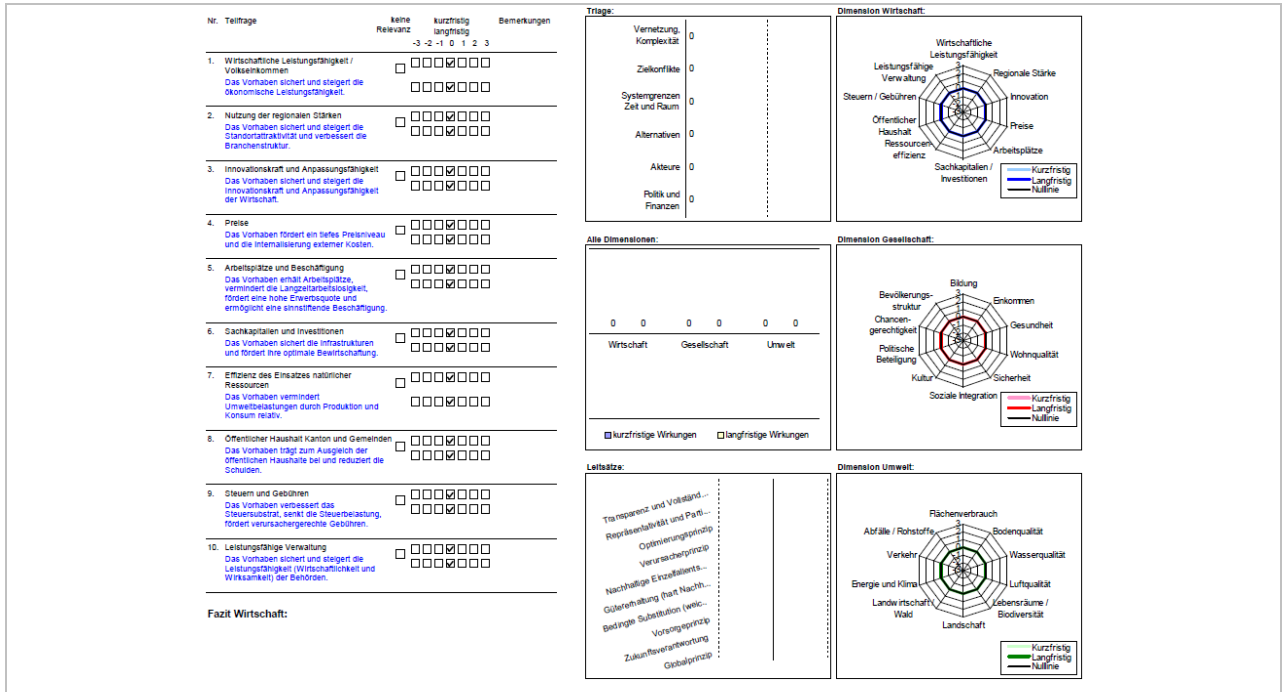 Nr. Teilfrage
keine Relevanz
kurzfristig
langfristig
Bemerkungen
-3 -2 -1 0 1 2 3
1. Wirtschaftliche Leistungsfähigkeit /
Volkseinkommen
Das Vorhaben sichert und steigert die
ökonomische Leistungsfähigkeit.
2. Nutzung der regionalen Stärken
Das Vorhaben sichert und steigert die
Standortattraktivität und verbessert die
Branchenstruktur.
3. Innovationskraft und Anpassungsfähigkeit
Das Vorhaben sichert und steigert die
Innovationskraft und Anpassungsfähigkeit
der Wirtschaft.
4. Preise
Das Vorhaben fördert ein tiefes Preisniveau
und die Internalisierung externer Kosten.
5. Arbeitsplätze und Beschäftigung
Das Vorhaben erhält Arbeitsplätze,
vermindert die Langzeitarbeitslosigkeit,
fördert eine hohe Erwerbsquote und
ermöglicht eine sinnstiftende Beschäftigung.
6. Sachkapitalien und Investitionen
Das Vorhaben sichert die Infrastrukturen
und fördert ihre optimale Bewirtschaftung.
7. Effizienz des Einsatzes natürlicher
Ressourcen
Das Vorhaben vermindert
Umweltbelastungen durch Produktion und
Konsum relativ.
8. Öffentlicher Haushalt Kanton und Gemeinden
Das Vorhaben trägt zum Ausgleich der
öffentlichen Haushalte bei und reduziert die
Schulden.
9. Steuern und Gebühren
Das Vorhaben verbessert das
Steuersubstrat, senkt die Steuerbelastung,
fördert verursachergerechte Gebühren.
10. Leistungsfähige Verwaltung
Das Vorhaben sichert und steigert die
Leistungsfähigkeit (Wirtschaftlichkeit und
Wirksamkeit) der Behörden.
Fazit Wirtschaft:
Triage:
Vernetzung,
Komplexität
0
Zielkonflikte
0
Systemgrenzen
Zeit und Raum
0
Alternativen
0
Akteure
0
Politik und
Finanzen
0
Alle Dimensionen:
0 0 0 0 0 0
Wirtschaft Gesellschaft Umwelt
kurzfristige Wirkungen langfristige Wirkungen
Leitsätze:
Transparenz und Vollständ...
Repräsentativität und Parti...
Optimierungsprinzip
Verursacherprinzip
Nachhaltige Einzelfallents...
Gütererhaltung (hart Nachh...
Bedingte Substitution (weic...
Vorsorgeprinzip
Zukunftsverantwortung
Globalprinzip
Dimension Wirtschaft:
Wirtschaftliche
Leistungsfähigkeit
Regionale Stärke
Innovation
Preise
Arbeitsplätze
Sachkapitalien /
Investitionen
Ressourcen-
effizienz
Öffentlicher
Haushalt
Steuern / Gebühren
Leistungsfähige
Verwaltung
Kurzfristig
Langfristig
Nulllinie
Dimension Gesellschaft:
Bildung
Einkommen
Gesundheit
Wohnqualität
Sicherheit
Soziale Integration
Kultur
Politische
Beteiligung
Chancen-
gerechtigkeit
Bevölkerungs-
struktur
Kurzfristig
Langfristig
Nulllinie
Dimension Umwelt:
Flächenverbrauch
Bodenqualität
Wasserqualität
Luftqualität
Lebensräume /
Biodiversität
Landschaft
Landwirtschaft /
Wald
Energie und Klima
Verkehr
Abfälle / Rohstoffe
Kurzfristig
Langfristig
Nulllinie